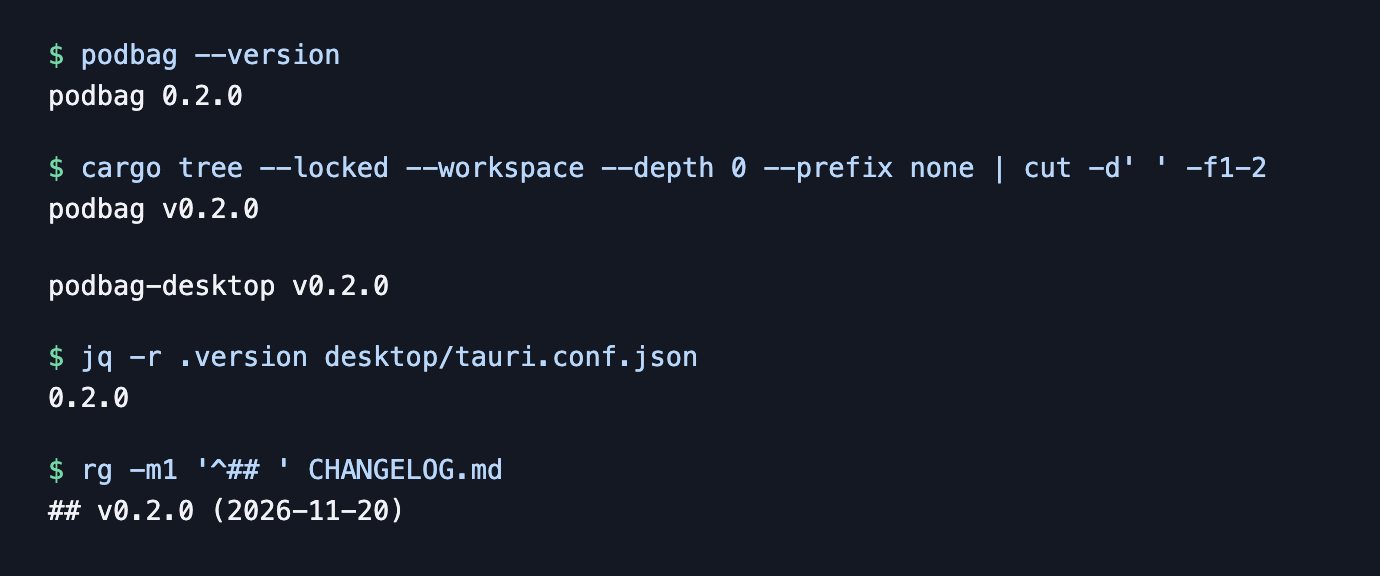 $ podbag --version
podbag 0.2.0
$ cargo tree --locked --workspace --depth 0 --prefix none | cut -d' ' -f1-2
podbag v0.2.0
podbag-desktop v0.2.0
$ jq -r .version desktop/tauri.conf.json
0.2.0
$ rg -m1 '^## ' CHANGELOG.md
## v0.2.0 (2026-11-20)